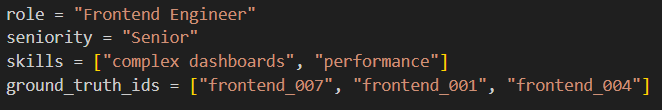 role = "Frontend Engineer"
seniority = "Senior"
skills = ["complex dashboards", "performance"]
ground_truth_ids = ["frontend_007", "frontend_001", "frontend_004"]